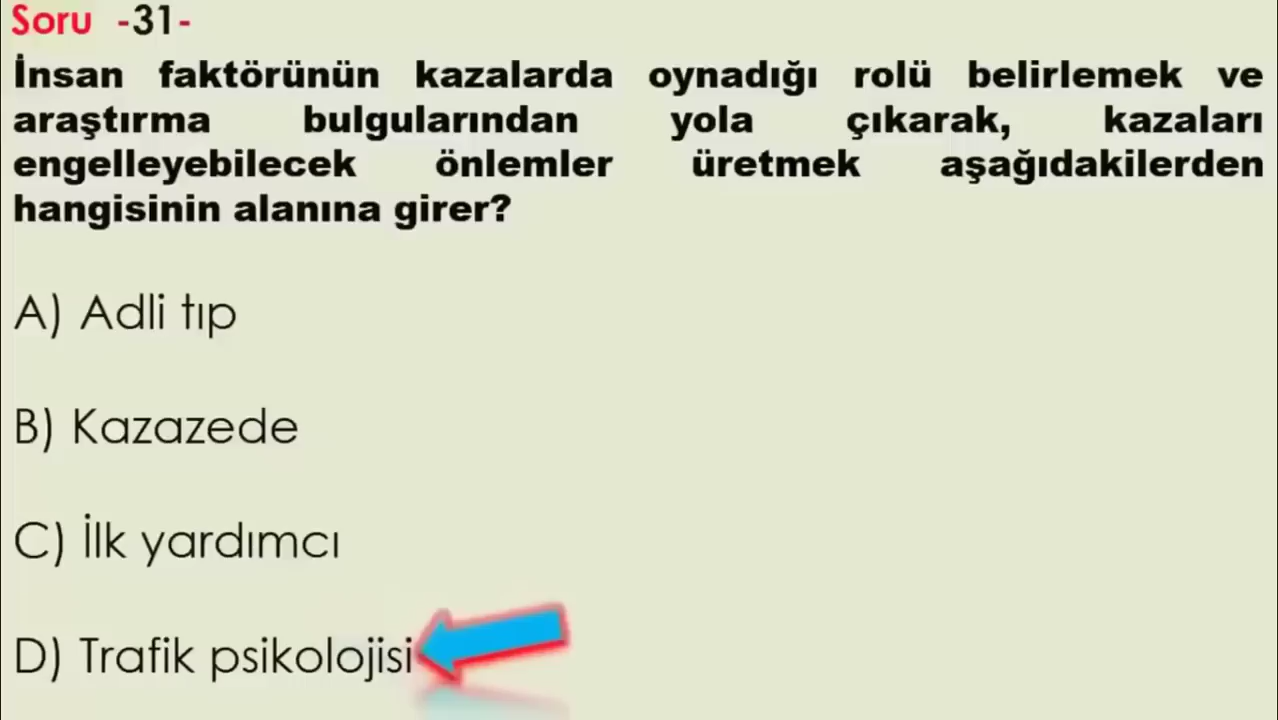 Soru -31-
İnsan faktörünün kazalarda oynadığı rolü belirlemek ve
araştırma bulgularından yola çıkarak, kazaları
engelleyebilecek önlemler üretmek aşağıdakilerden
hangisinin alanına girer?
A) Adli tıp
B) Kazazede
C) İlk yardımcı
D) Trafik psikolojisi